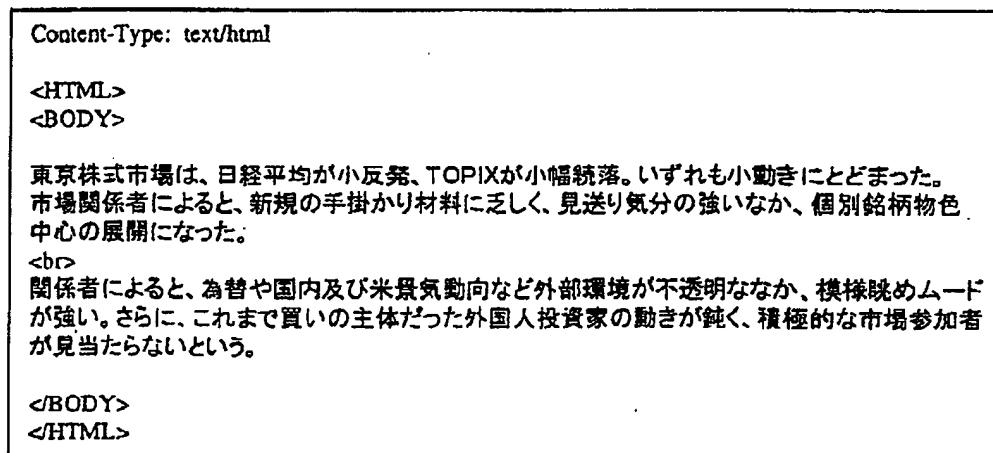 Content-Type: text/html
<HTML>
<BODY>
東京株式市場は、日経平均が小反発、TOPIXが小幅続落。いずれも小動きにとどまった。
市場関係者によると、新規の手掛かり材料に乏しく、見送り気分の強いなか、個別銘柄物色
中心の展開になった。
<br>
関係者によると、為替や国内及び米景気動向など外部環境が不透明ななか、模様眺めムード
が強い。さらに、これまで買いの主体だった外国人投資家の動きが鈍く、積極的な市場参加者
が見当たらないという。
</BODY>
</HTML>